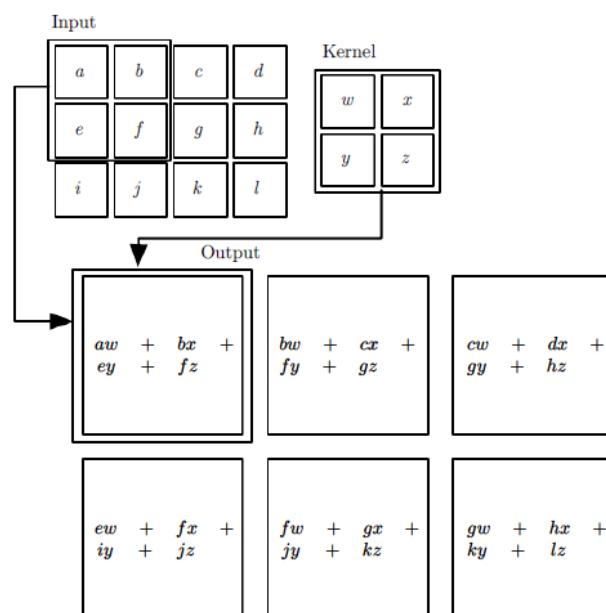 Input
a b c d
Kernel
w x
e f g h
y z
i j k l
Output
aw + bx +
ey + fz
bw + cx +
fy + gz
cw + dx +
gy + hz
ew + fx +
iy + jz
fw + gx +
jy + kz
gw + hx +
ky + lz